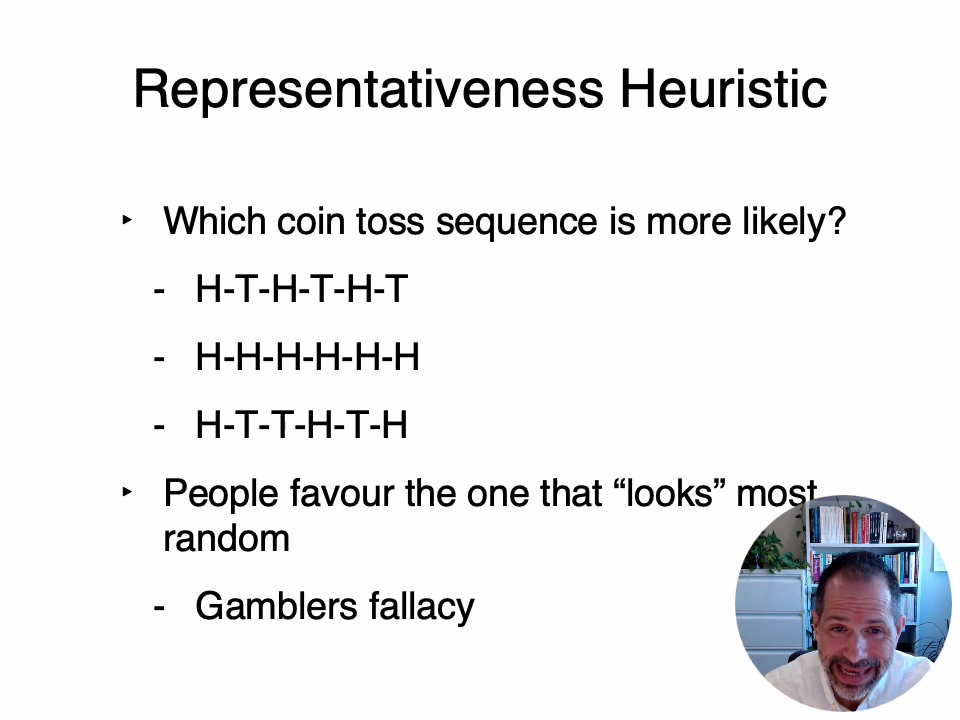 Representativeness Heuristic
‣ Which coin toss sequence is more likely?
- H-T-H-T-H-T
- H-H-H-H-H-H
- H-T-T-H-T-H
‣ People favour the one that “looks” most
random
- Gamblers fallacy